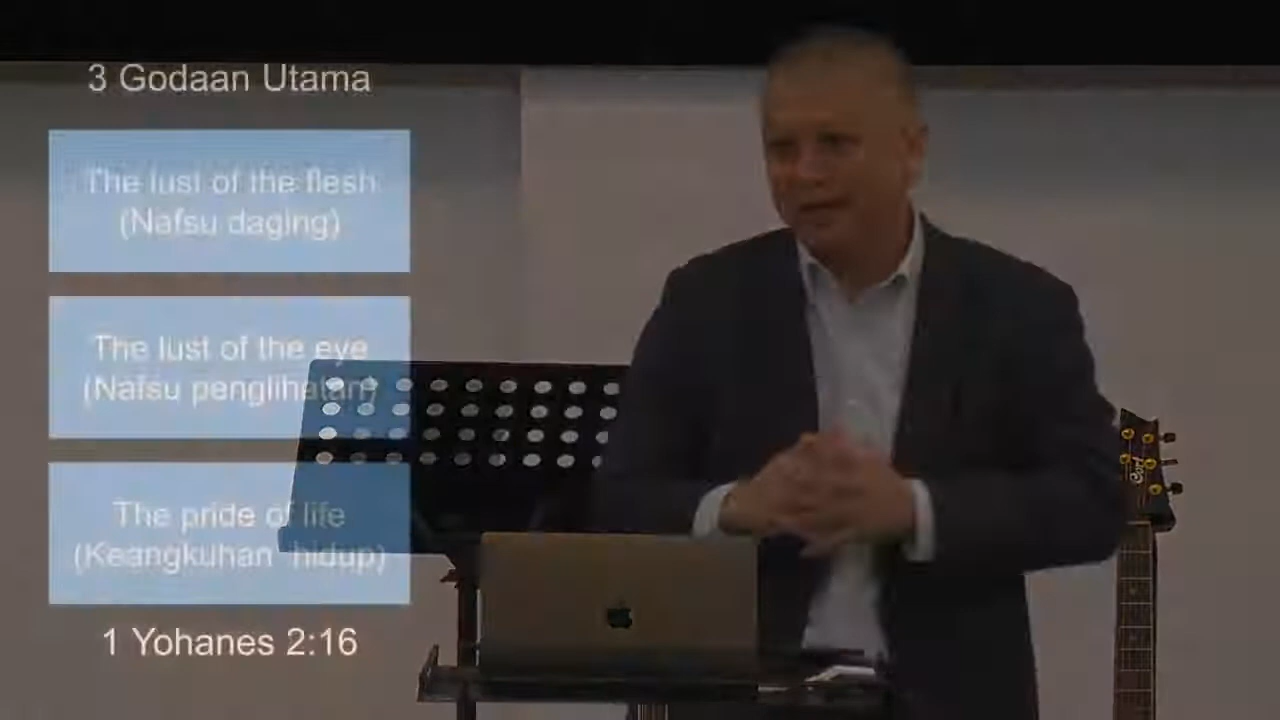 3 Godaan Utama
The lust of the flesh
(Nafsu daging)
The lust of the eye
(Nafsu penglihatan)
The pride of life
(Keangkuhan hidup)
1 Yohanes 2:16
Cort